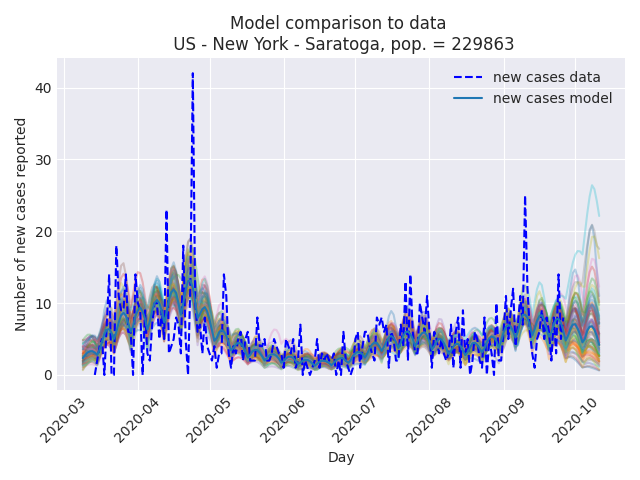 Model comparison to data
US - New York - Saratoga, pop. = 229863
new cases data
new cases model
Number of new cases reported
40
30
20
10
0
2020-03
2020-04
2020-05
2020-06
2020-07
2020-08
2020-09
2020-10
Day